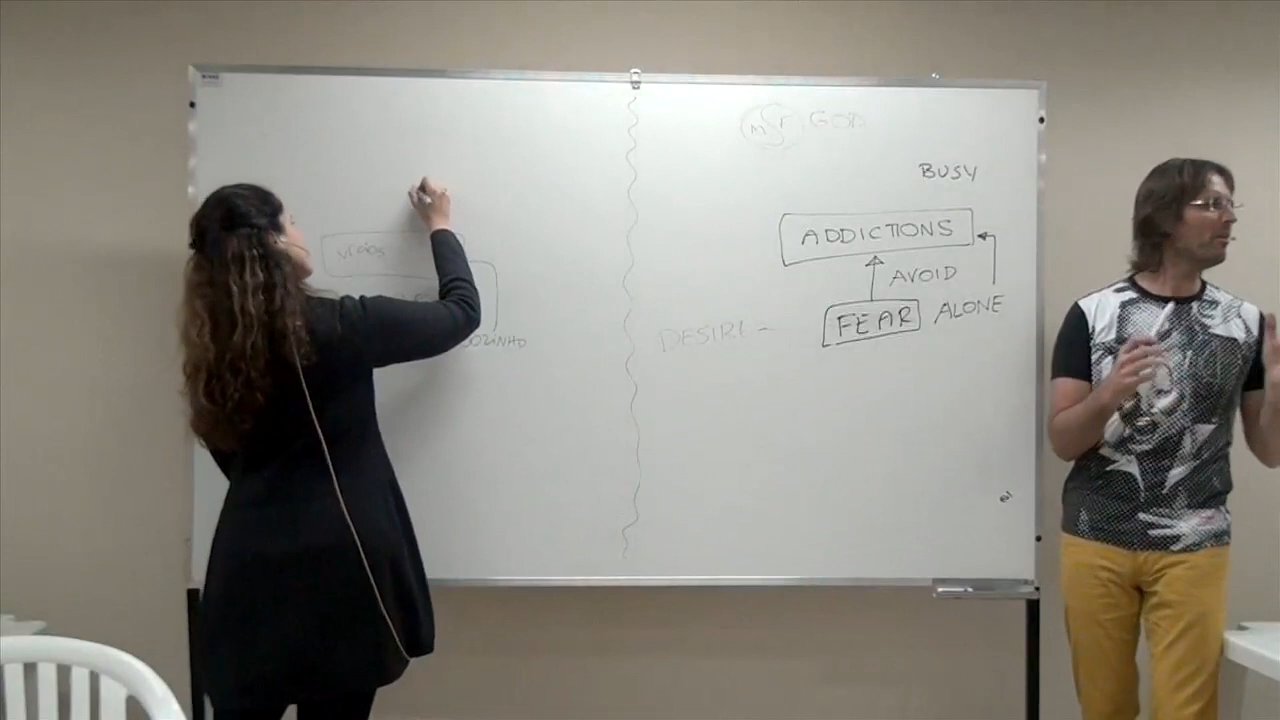 vícios
SOZINHO
GOD
BUSY
ADDICTIONS
AVOID
FEAR ALONE
DESIRE -